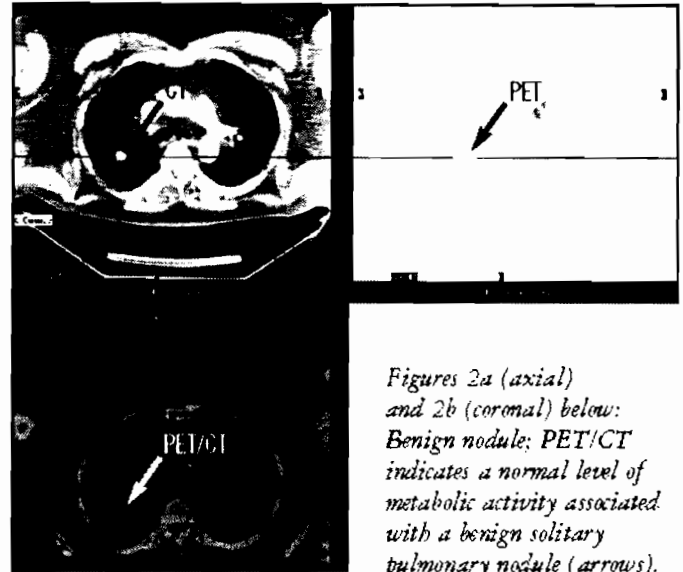 CT
PET
PET/CT
Figures 2a (axial)
and 2b (coronal) below:
Benign nodule; PET/CT
indicates a normal level of
metabolic activity associated
with a benign solitary
pulmonary nodule (arrows).